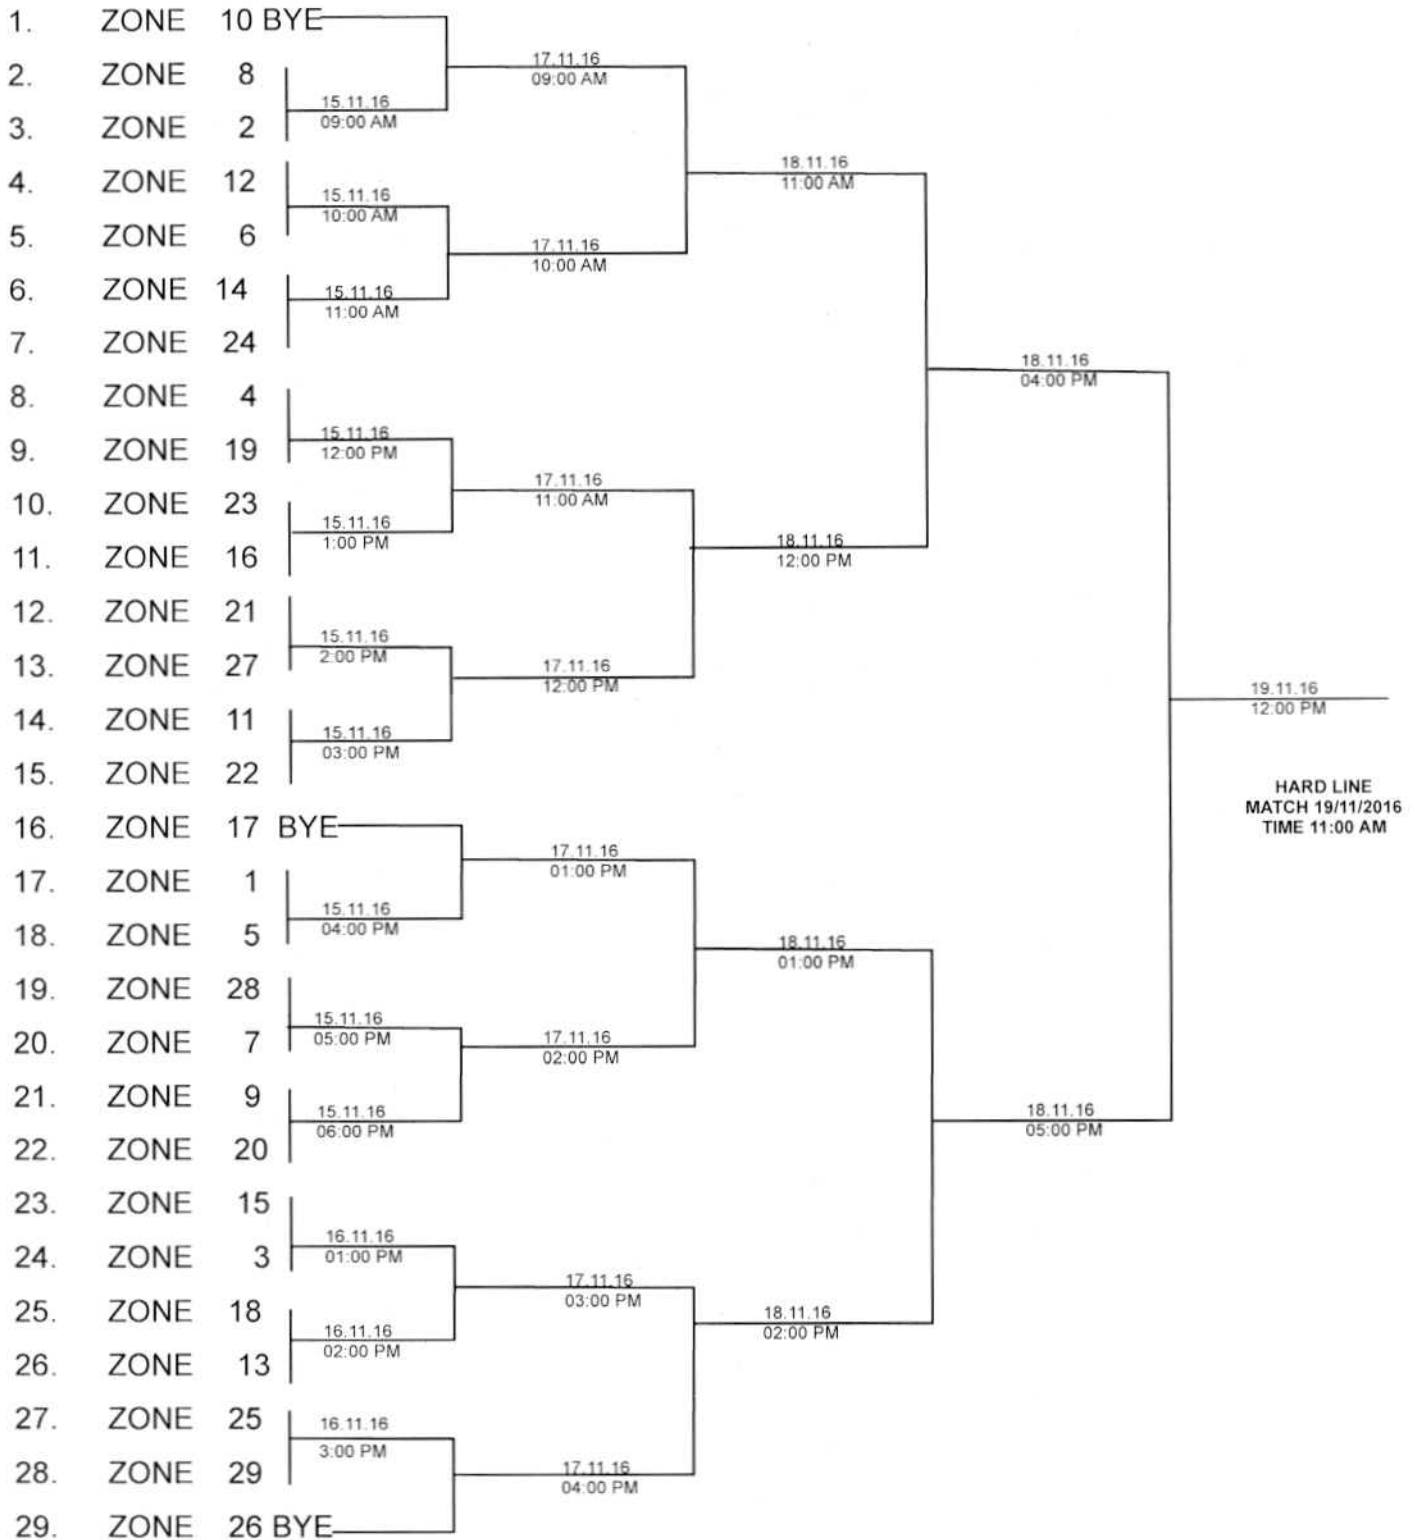 1. ZONE 10 BYE
2. ZONE 8
3. ZONE 2
4. ZONE 12
5. ZONE 6
6. ZONE 14
7. ZONE 24
8. ZONE 4
9. ZONE 19
10. ZONE 23
11. ZONE 16
12. ZONE 21
13. ZONE 27
14. ZONE 11
15. ZONE 22
16. ZONE 17 BYE
17. ZONE 1
18. ZONE 5
19. ZONE 28
20. ZONE 7
21. ZONE 9
22. ZONE 20
23. ZONE 15
24. ZONE 3
25. ZONE 18
26. ZONE 13
27. ZONE 25
28. ZONE 29
29. ZONE 26 BYE
15.11.16
09:00 AM
15.11.16
10:00 AM
15.11.16
11:00 AM
15.11.16
12:00 PM
15.11.16
1:00 PM
15.11.16
2:00 PM
15.11.16
03:00 PM
15.11.16
04:00 PM
15.11.16
05:00 PM
15.11.16
06:00 PM
16.11.16
01:00 PM
16.11.16
02:00 PM
16.11.16
3:00 PM
17.11.16
09:00 AM
17.11.16
10:00 AM
17.11.16
11:00 AM
17.11.16
12:00 PM
17.11.16
01:00 PM
17.11.16
02:00 PM
17.11.16
03:00 PM
17.11.16
04:00 PM
18.11.16
11:00 AM
18.11.16
12:00 PM
18.11.16
01:00 PM
18.11.16
02:00 PM
18.11.16
04:00 PM
18.11.16
05:00 PM
19.11.16
12:00 PM
HARD LINE
MATCH 19/11/2016
TIME 11:00 AM